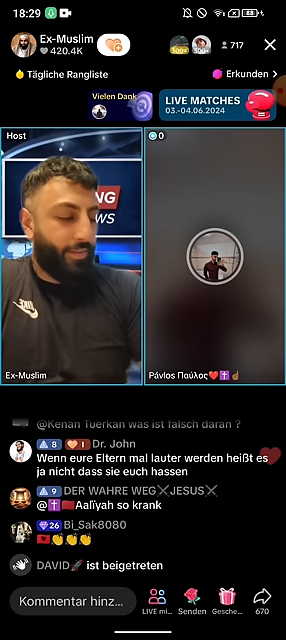 18:29
Ex-Muslim
420.4K
500+
717
Tägliche Rangliste
Erkunden >
Vielen Dank
LIVE MATCHES
03.-04.06.2024
Host
0
NG
WS
Ex-Muslim
Pávlos Παύλος❤️✝️☝🏽
@Kenan Tuerkan was ist falsch daran ?
8 1 Dr. John
Wenn eure Eltern mal lauter werden heißt es
ja nicht dass sie euch hassen
9 DER WAHRE WEG⚔️JESUS⚔️
@✝️🇲🇦Aaliyah so krank
26 Bi_Sak8080
🇦🇱👏👏👏
DAVID🚀 ist beigetreten
Kommentar hinz...
LIVE mi...
Senden
Gesche...
670